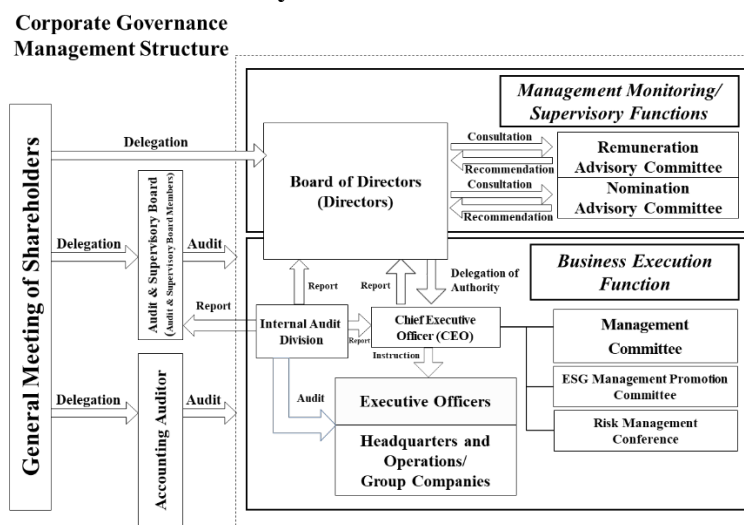 Corporate Governance
Management Structure
General Meeting of Shareholders
Delegation
Delegation
Delegation
Audit & Supervisory Board
(Audit & Supervisory Board Members)
Accounting Auditor
Audit
Report
Audit
Management Monitoring/
Supervisory Functions
Board of Directors
(Directors)
Consultation
Recommendation
Consultation
Recommendation
Remuneration
Advisory Committee
Nomination
Advisory Committee
Business Execution
Function
Report
Report
Delegation of
Authority
Internal Audit
Division
Report
Chief Executive
Officer (CEO)
Instruction
Audit
Executive Officers
Headquarters and
Operations/
Group Companies
Management
Committee
ESG Management Promotion
Committee
Risk Management
Conference